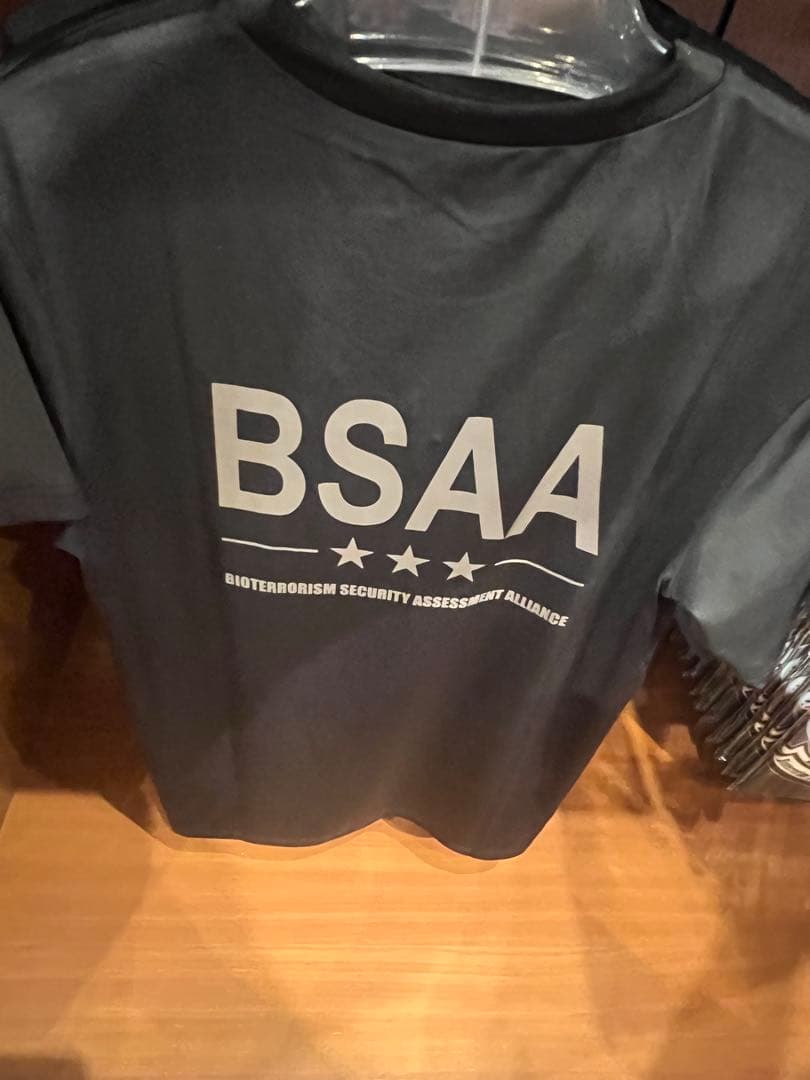 BSAA
BIOTERRORISM SECURITY ASSESSMENT ALLIANCE